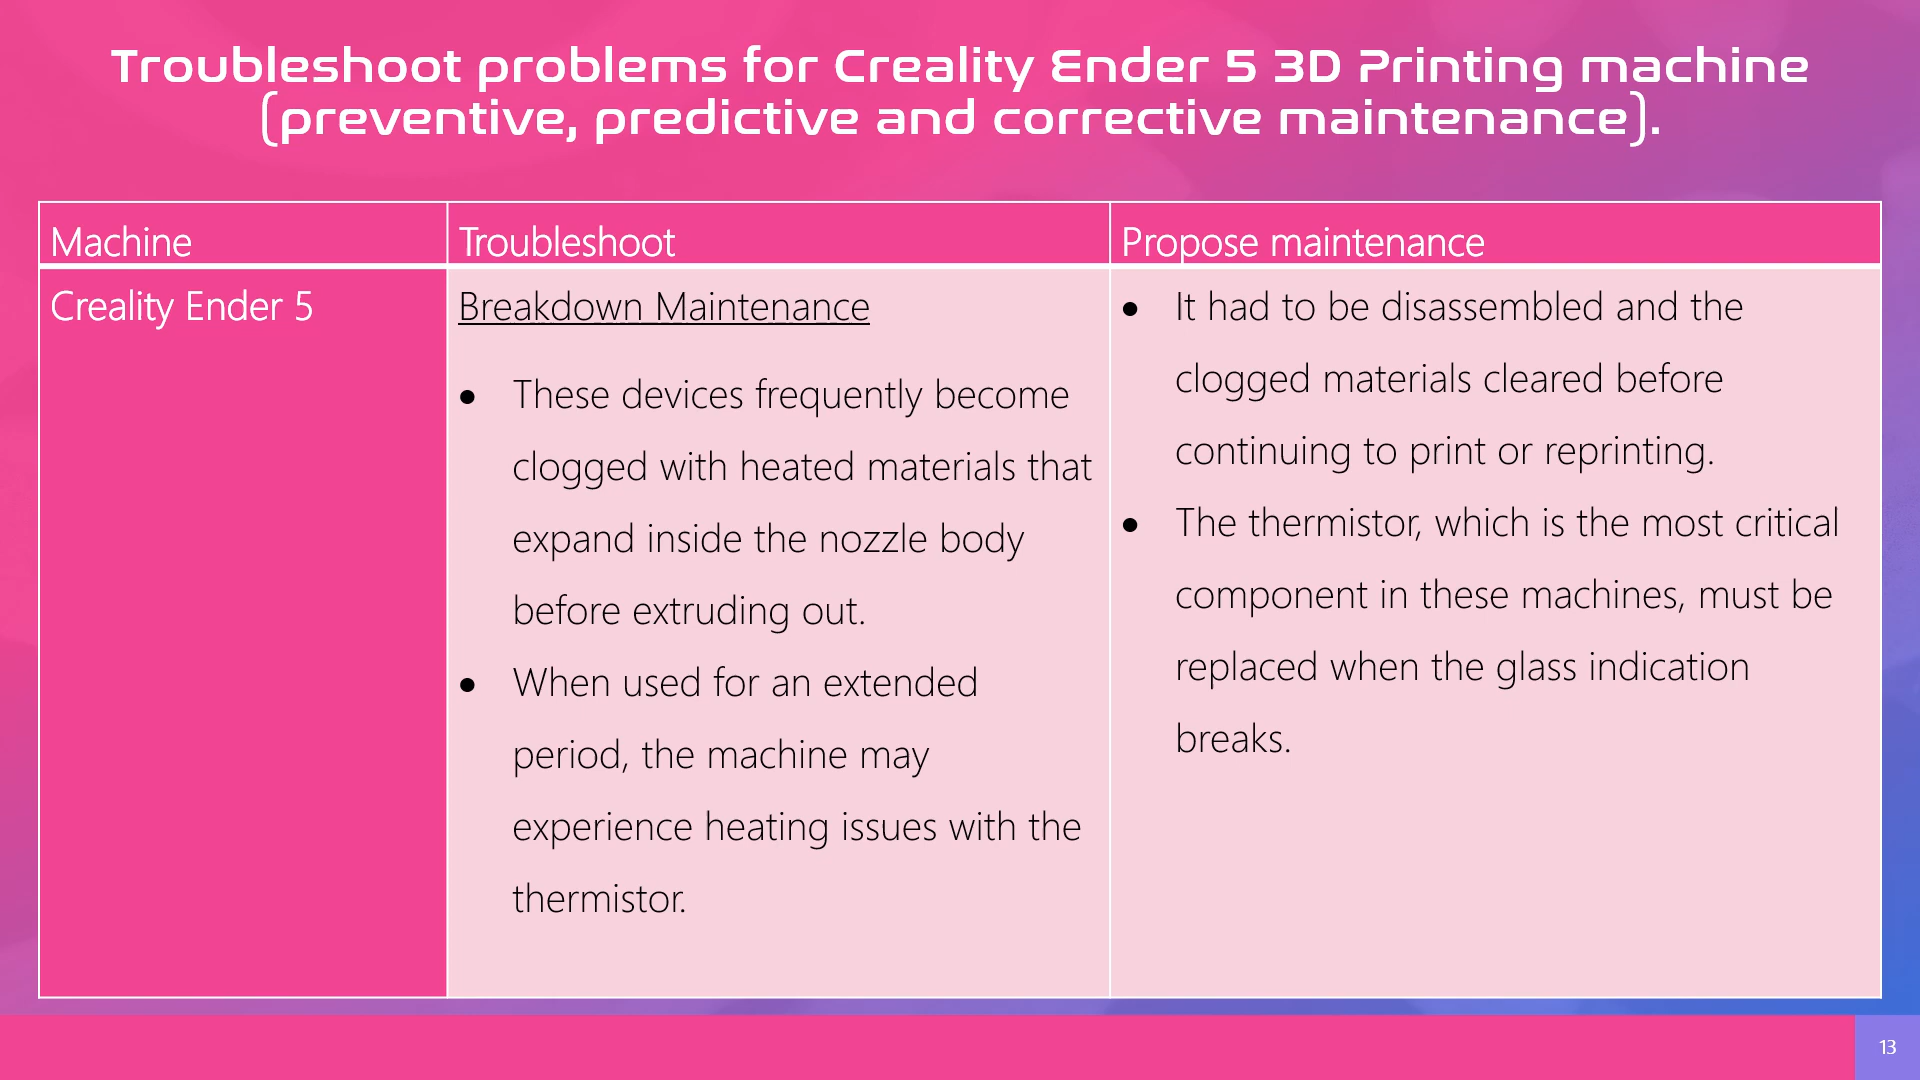 Troubleshoot problems for Creality Ender 5 3D Printing machine
(preventive, predictive and corrective maintenance).
Machine
Troubleshoot
Propose maintenance
Creality Ender 5
Breakdown Maintenance
• These devices frequently become
clogged with heated materials that
expand inside the nozzle body
before extruding out.
• When used for an extended
period, the machine may
experience heating issues with the
thermistor.
• It had to be disassembled and the
clogged materials cleared before
continuing to print or reprinting.
• The thermistor, which is the most critical
component in these machines, must be
replaced when the glass indication
breaks.
13